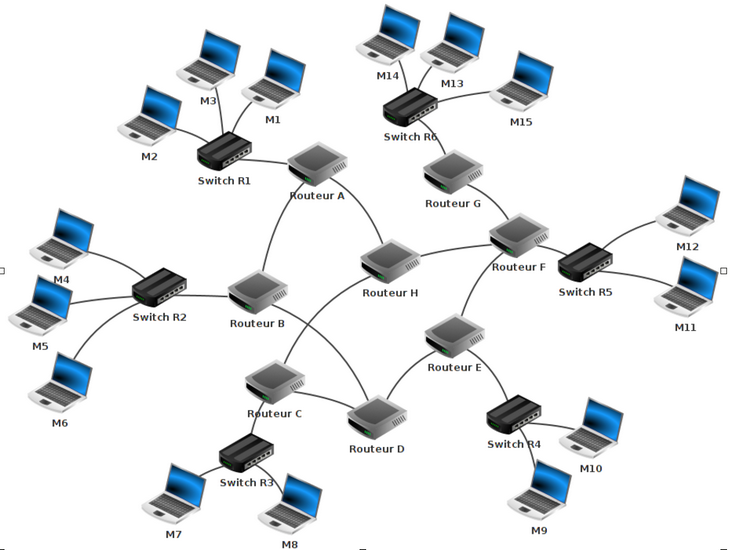 M14
M13
M3
M1
M15
M2
Switch R6
Switch R1
Routeur A
Routeur G
M12
Routeur F
M4
Routeur H
Switch R5
Switch R2
Routeur B
M11
M5
Routeur E
M6
Routeur C
Switch R4
Routeur D
M10
Switch R3
M7
M9
M8